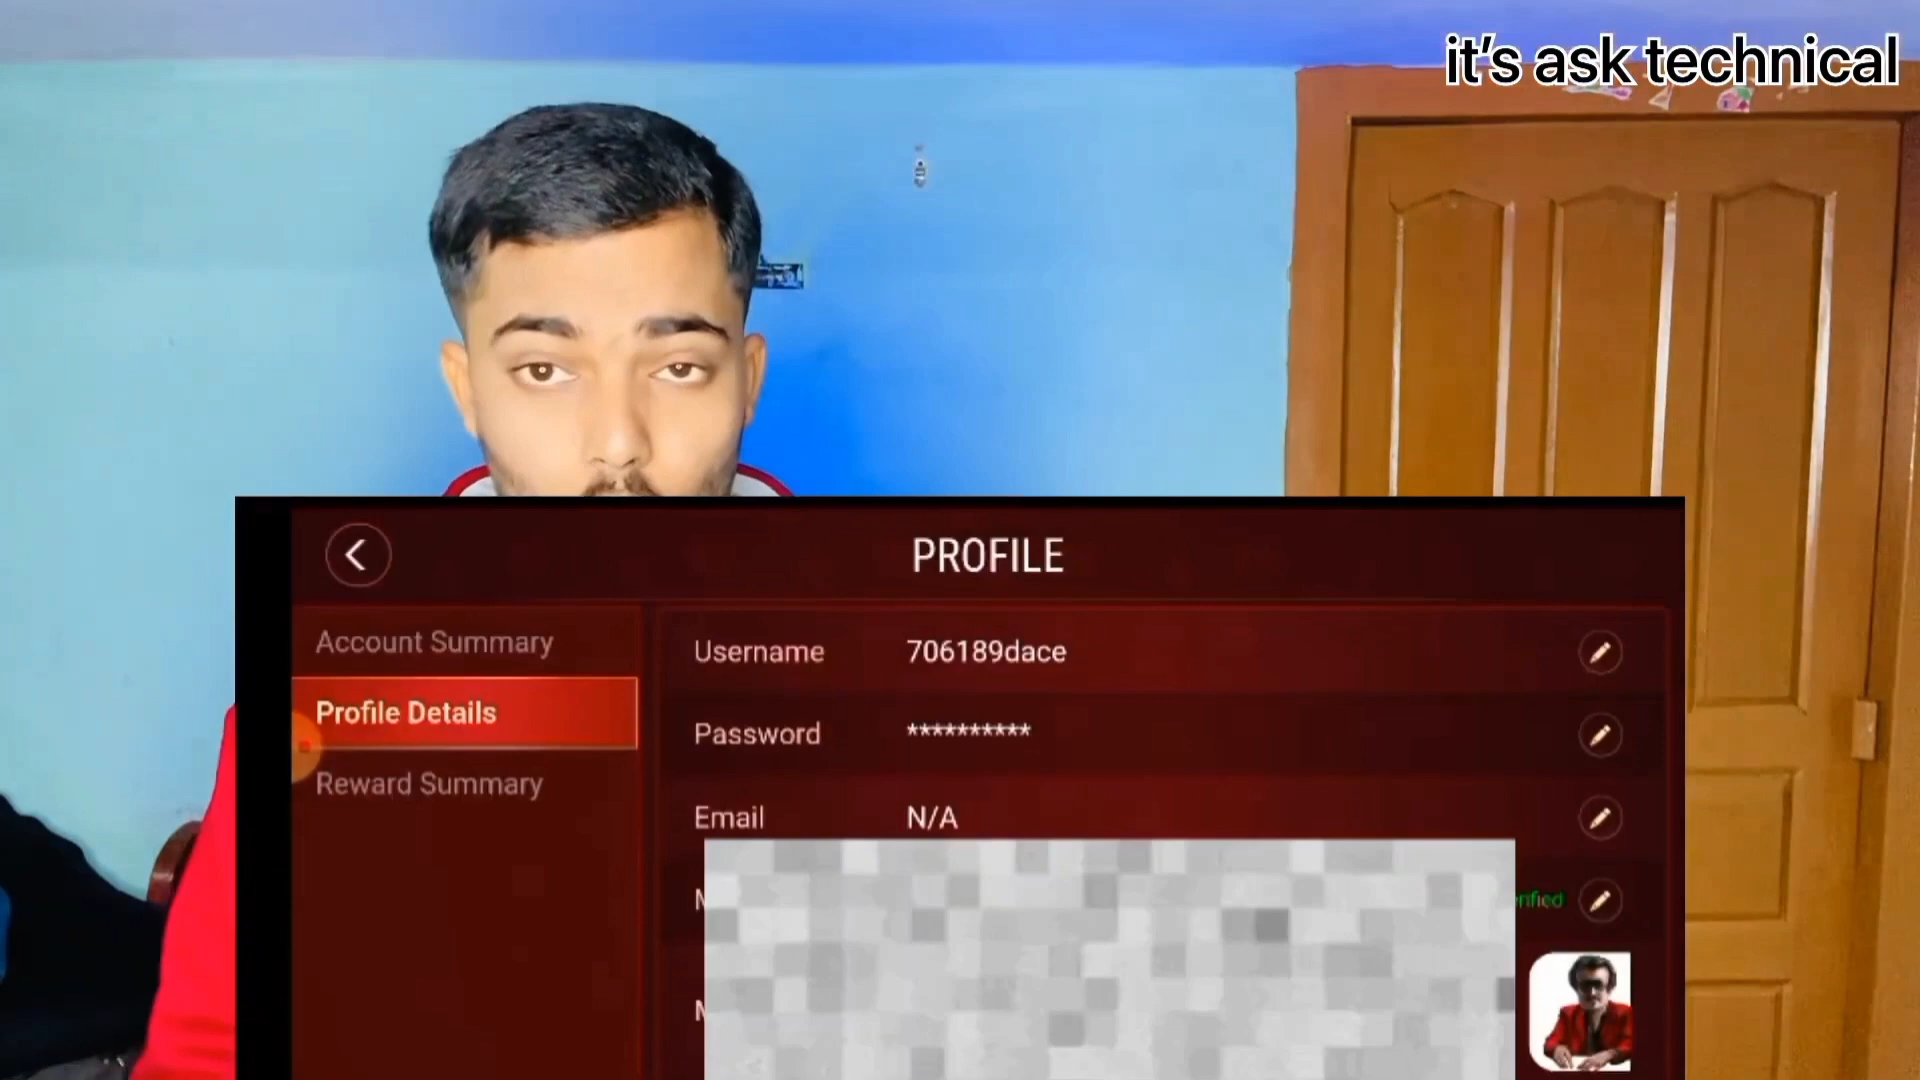 it's ask technical
PROFILE
Account Summary
Profile Details
Reward Summary
Username 706189dace
Password **********
Email N/A